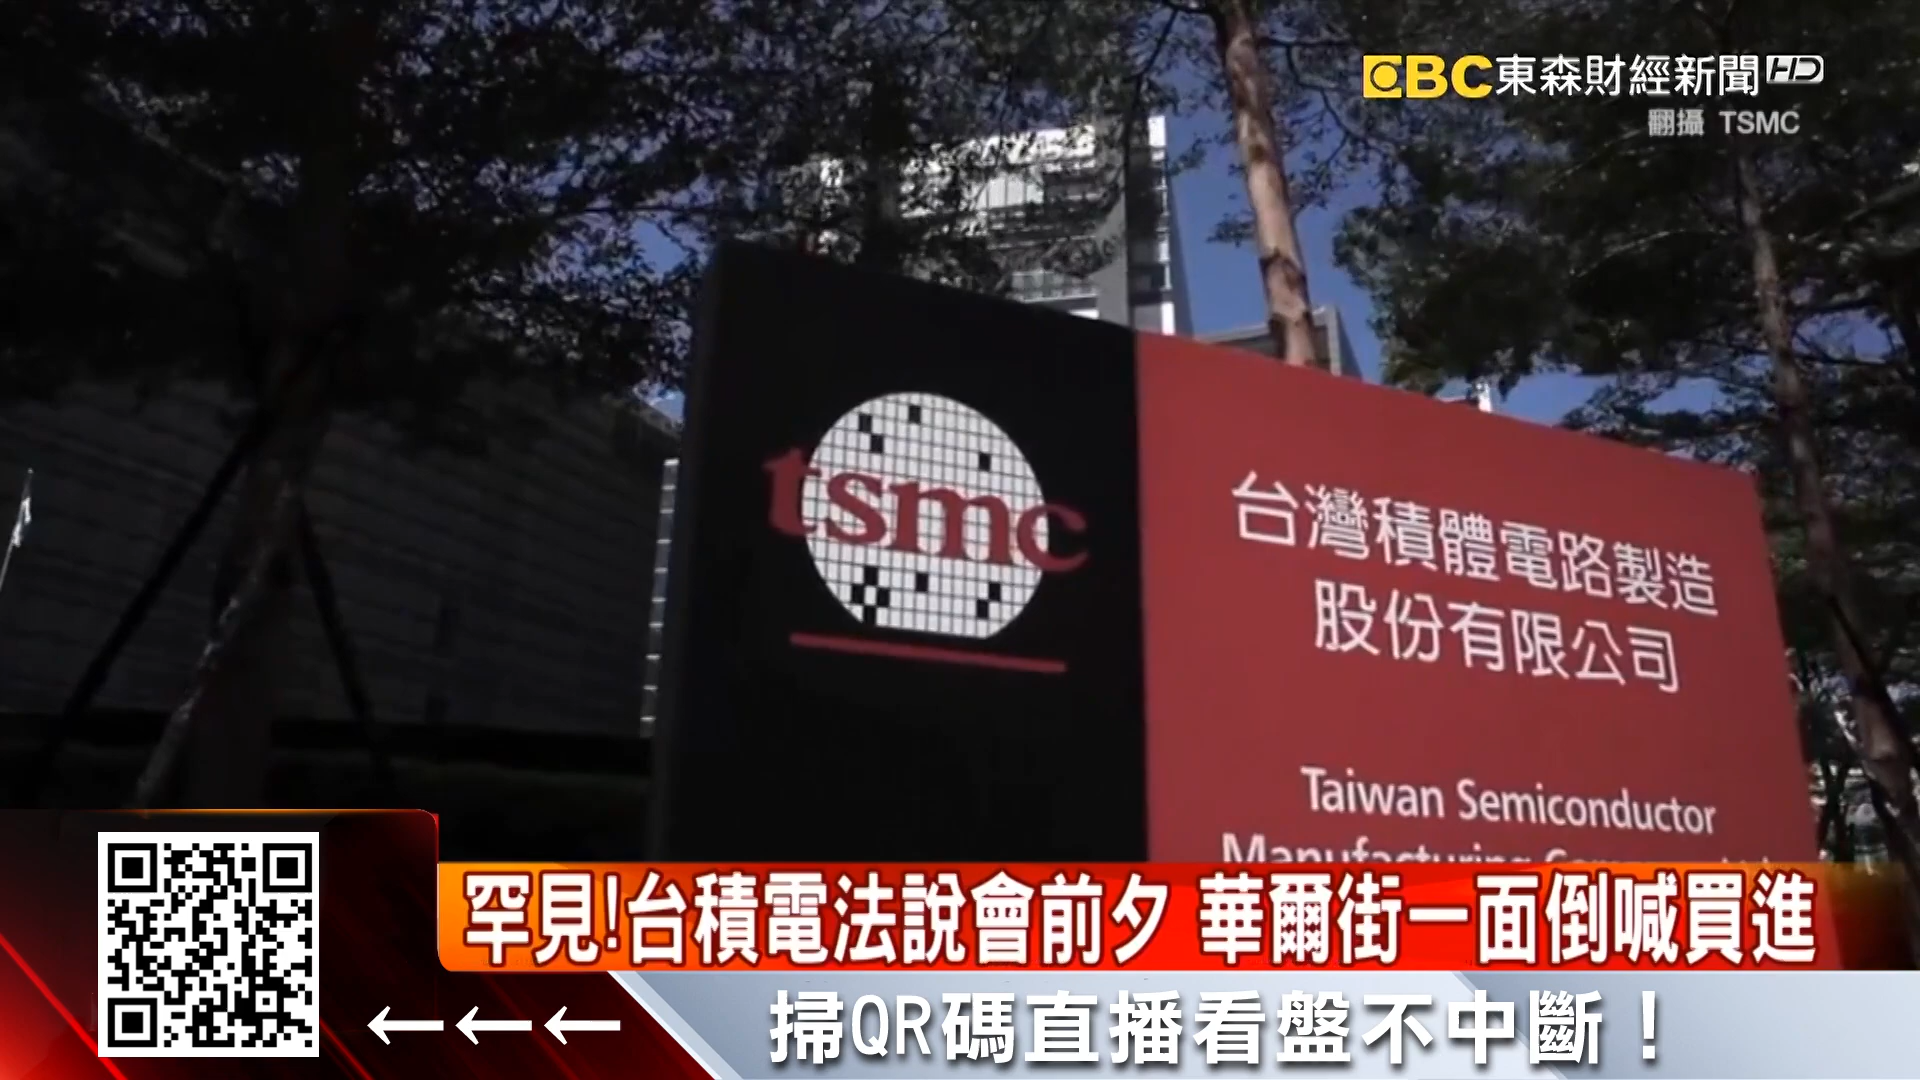 EBC東森財經新聞HD
翻攝 TSMC
tsmc
台灣積體電路製造
股份有限公司
Taiwan Semiconductor
Manufacturing
罕見!台積電法說會前夕 華爾街一面倒喊買進
←←← 掃QR碼直播看盤不中斷！